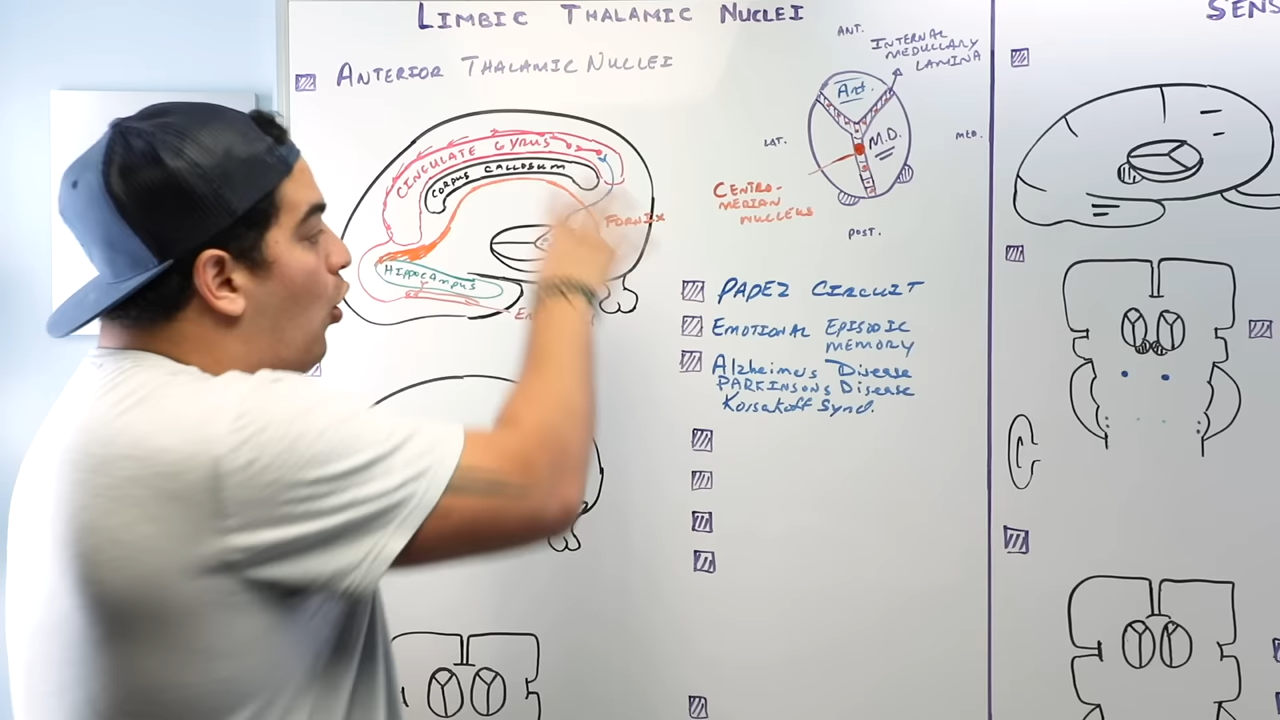 LIMBIC THALAMIC NUCLEI
SENS
ANTERIOR THALAMIC NUCLEI
ANT.
INTERNAL
MEDULLARY
LAMINA
Ant.
M.D.
LAT.
MED.
POST.
CENTRO-
MERIAN
NUCLEUS
CINGULATE GYRUS
CORPUS CALLOSUM
FORNIX
HIPPOCAMPUS
PAPEZ CIRCUIT
EMOTIONAL EPISODIC
MEMORY
Alzheimers Disease
PARKINSONS Disease
Korsakoff Synd.